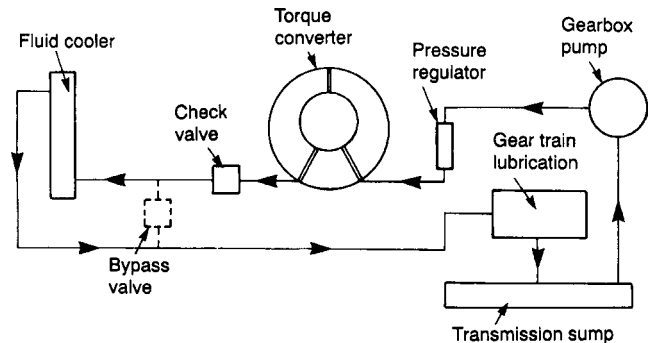 Fluid cooler
Torque
converter
Pressure
regulator
Gearbox
pump
Check
valve
Gear train
lubrication
Bypass
valve
Transmission sump